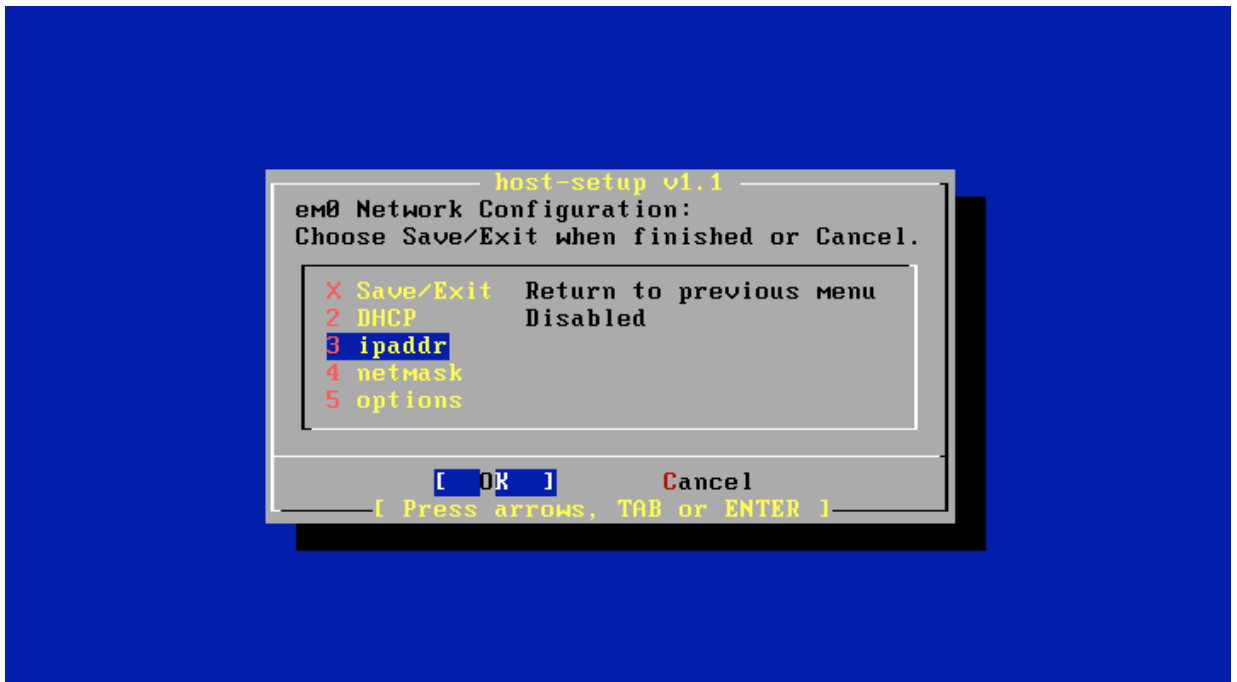 host-setup v1.1
em0 Network Configuration:
Choose Save/Exit when finished or Cancel.
X Save/Exit Return to previous menu
2 DHCP Disabled
3 ipaddr
4 netmask
5 options
[ OK ] Cancel
[ Press arrows, TAB or ENTER ]